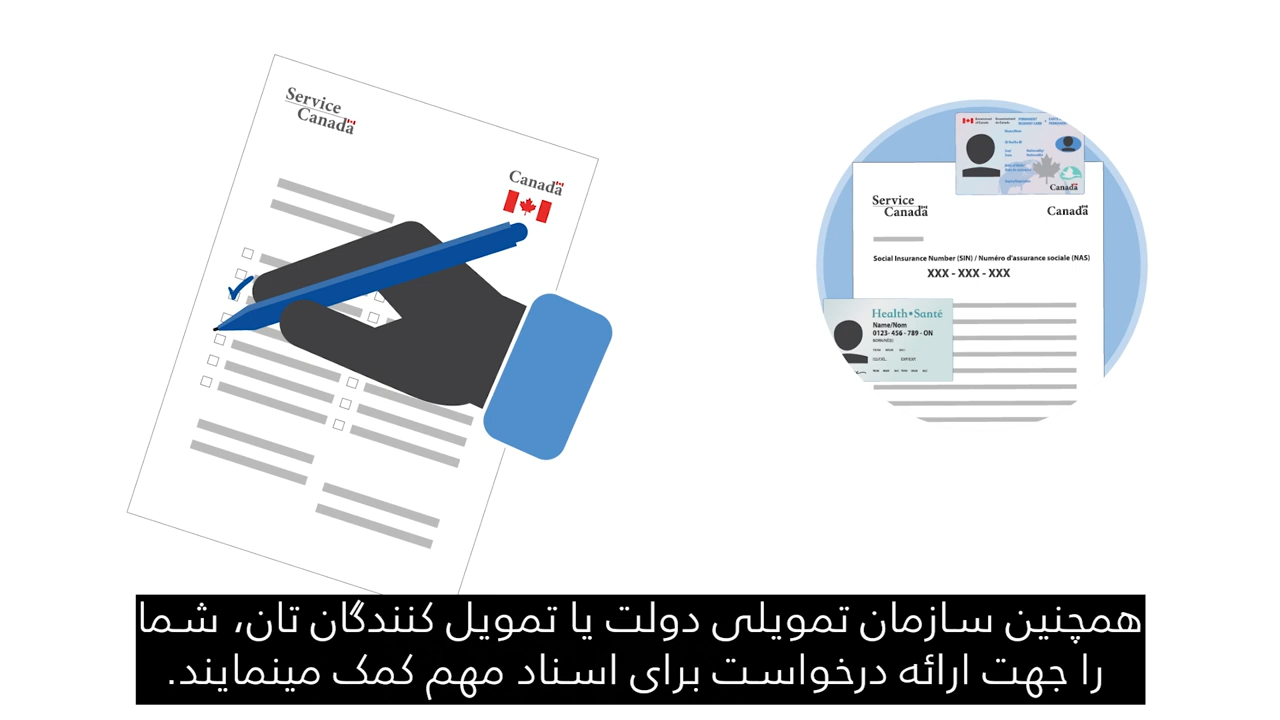 Service
Canada
Canada
Service
Canada
Canada
Canada
Social Insurance Number (SIN) / Numéro d'assurance sociale (NAS)
XXX - XXX - XXX
Health•Santé
Name/Nom
0123- 456 - 789 - ON
همچنین سازمان تمویلی دولت یا تمویل کنندگان تان، شما
را جهت ارائه درخواست برای اسناد مهم کمک مینمایند.